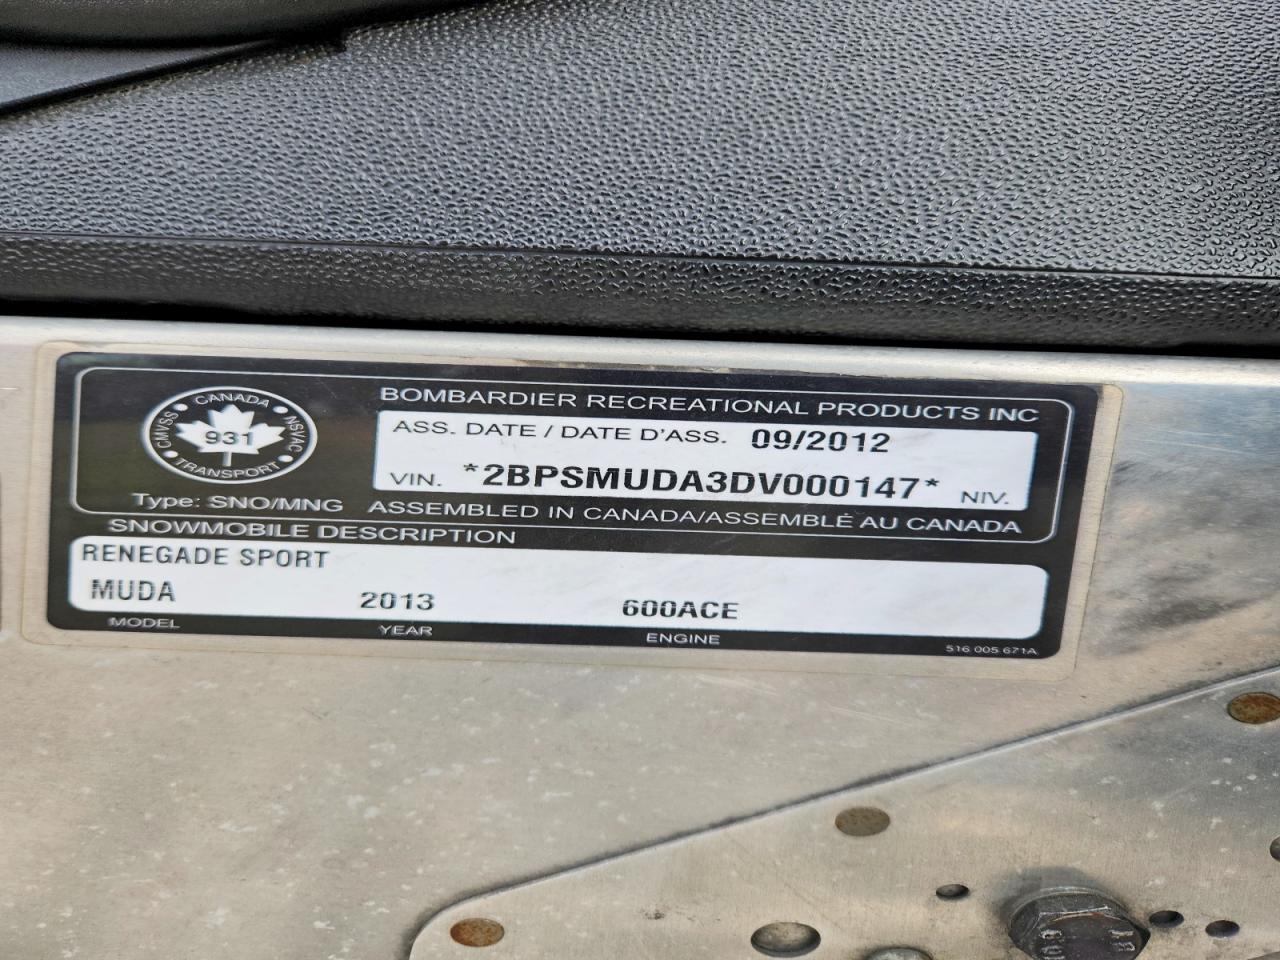 CANADA
CMVSS
NSVAC
931
TRANSPORT
Type: SNO/MNG
BOMBARDIER RECREATIONAL PRODUCTS INC
ASS. DATE / DATE D'ASS. 09/2012
VIN. *2BPSMUDA3DV000147* NIV.
ASSEMBLED IN CANADA/ASSEMBLÉ AU CANADA
SNOWMOBILE DESCRIPTION
RENEGADE SPORT
MUDA 2013 600ACE
MODEL YEAR ENGINE
516 005 671A